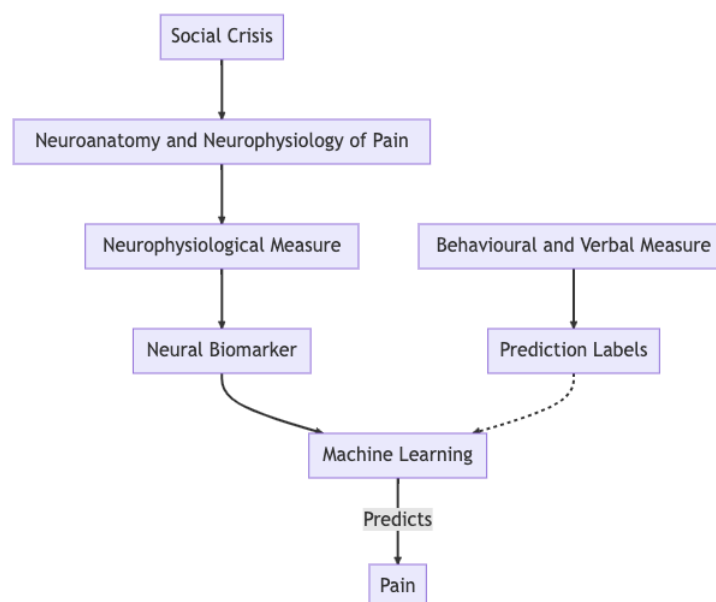 Social Crisis
Neuroanatomy and Neurophysiology of Pain
Neurophysiological Measure
Behavioural and Verbal Measure
Neural Biomarker
Prediction Labels
Machine Learning
Predicts
Pain